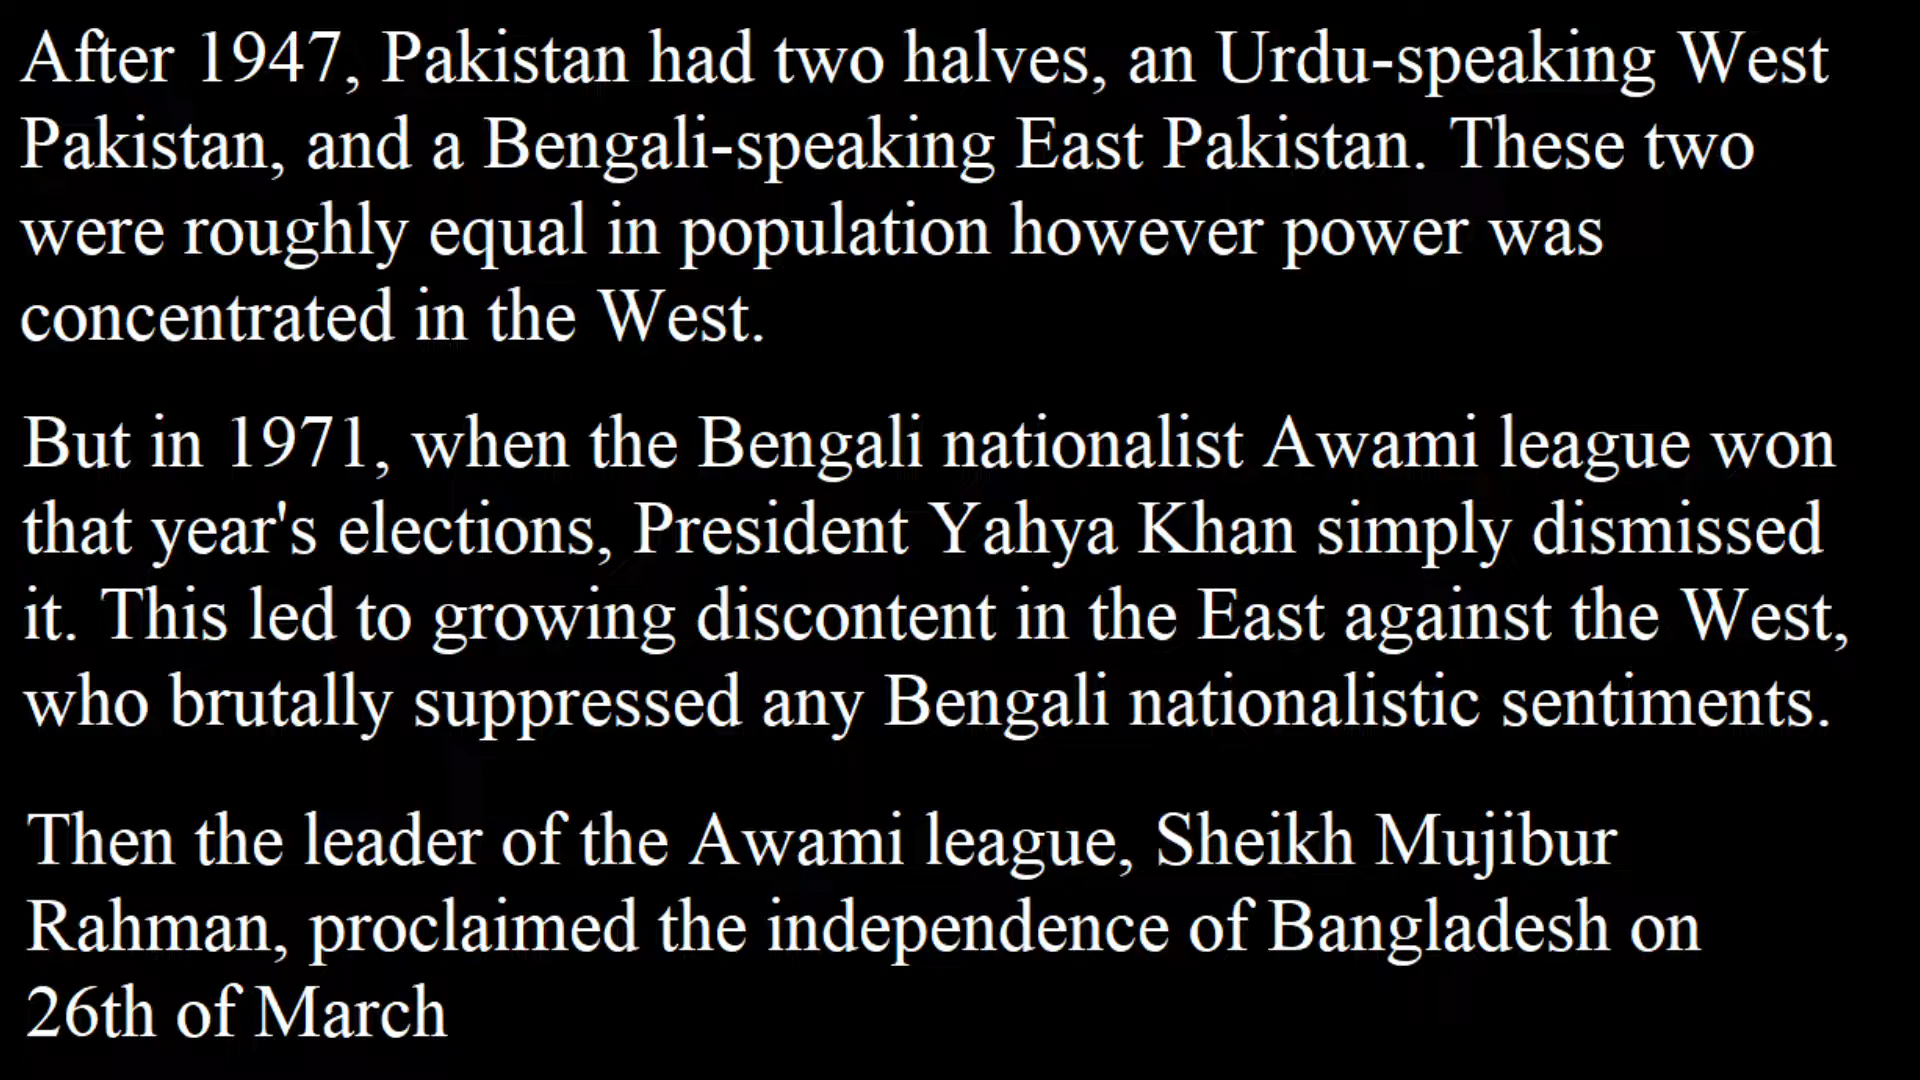 After 1947, Pakistan had two halves, an Urdu-speaking West
Pakistan, and a Bengali-speaking East Pakistan. These two
were roughly equal in population however power was
concentrated in the West.
But in 1971, when the Bengali nationalist Awami league won
that year's elections, President Yahya Khan simply dismissed
it. This led to growing discontent in the East against the West,
who brutally suppressed any Bengali nationalistic sentiments.
Then the leader of the Awami league, Sheikh Mujibur
Rahman, proclaimed the independence of Bangladesh on
26th of March